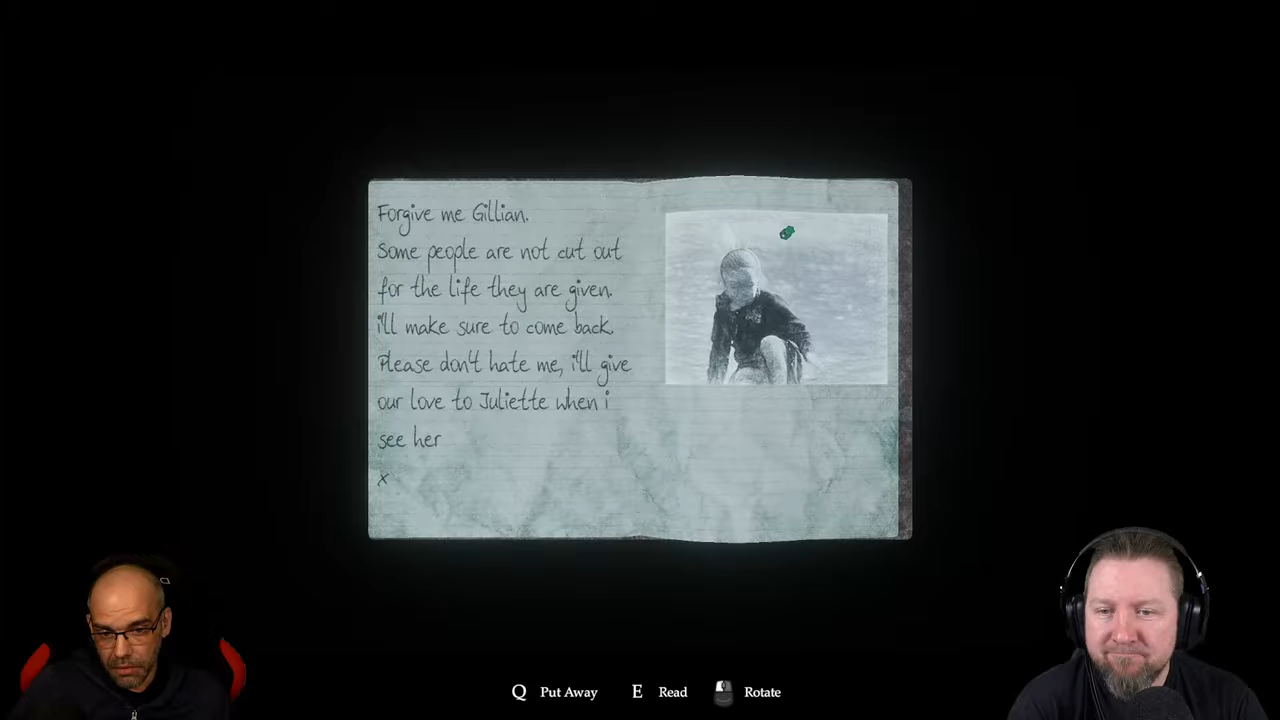 Forgive me Gillian.
Some people are not cut out
for the life they are given.
i'll make sure to come back.
Please don't hate me, i'll give
our love to Juliette when i
see her
x
Q Put Away E Read Rotate